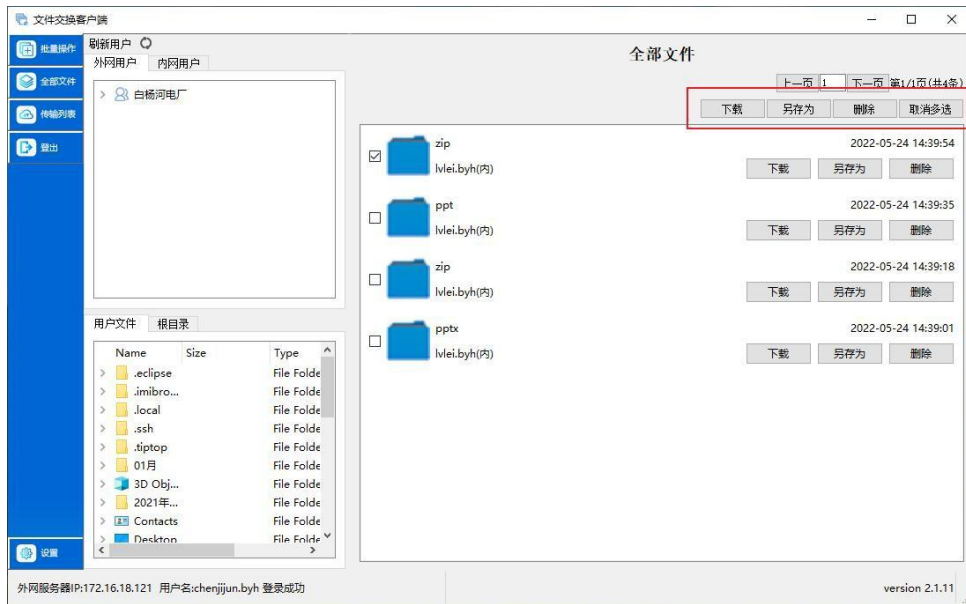 文件交换客户端
批量操作
全部文件
传输列表
登出
设置
刷新用户
外网用户 内网用户
白杨河电厂
用户文件 根目录
Name Size Type
.eclipse File Folde
.imibro... File Folde
.local File Folde
.ssh File Folde
.tiptop File Folde
01月 File Folde
3D Obj... File Folde
2021年... File Folde
Contacts File Folde
Desktop File Folde
全部文件
上一页 1 下一页 第1/1页(共4条)
下载 另存为 删除 取消多选
zip 2022-05-24 14:39:54
lvlei.byh(内) 下载 另存为 删除
ppt 2022-05-24 14:39:35
lvlei.byh(内) 下载 另存为 删除
zip 2022-05-24 14:39:18
lvlei.byh(内) 下载 另存为 删除
pptx 2022-05-24 14:39:01
lvlei.byh(内) 下载 另存为 删除
外网服务器IP:172.16.18.121 用户名:chenjijun.byh 登录成功 version 2.1.11